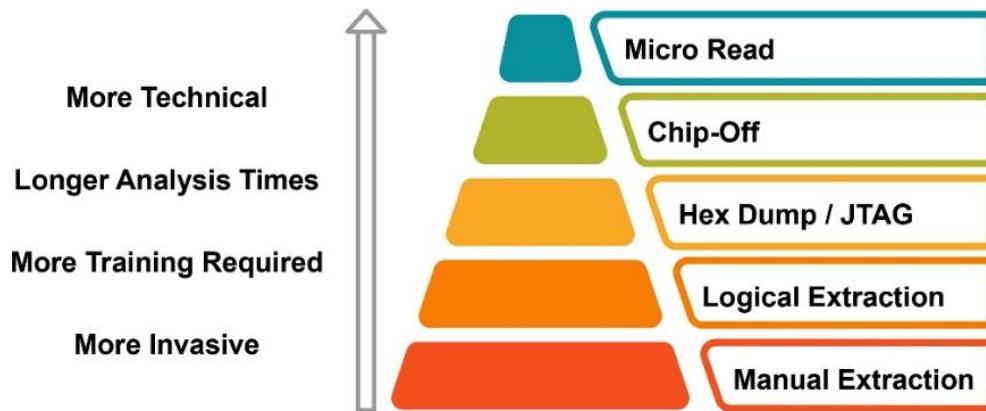 More Technical
Longer Analysis Times
More Training Required
More Invasive
Micro Read
Chip-Off
Hex Dump / JTAG
Logical Extraction
Manual Extraction